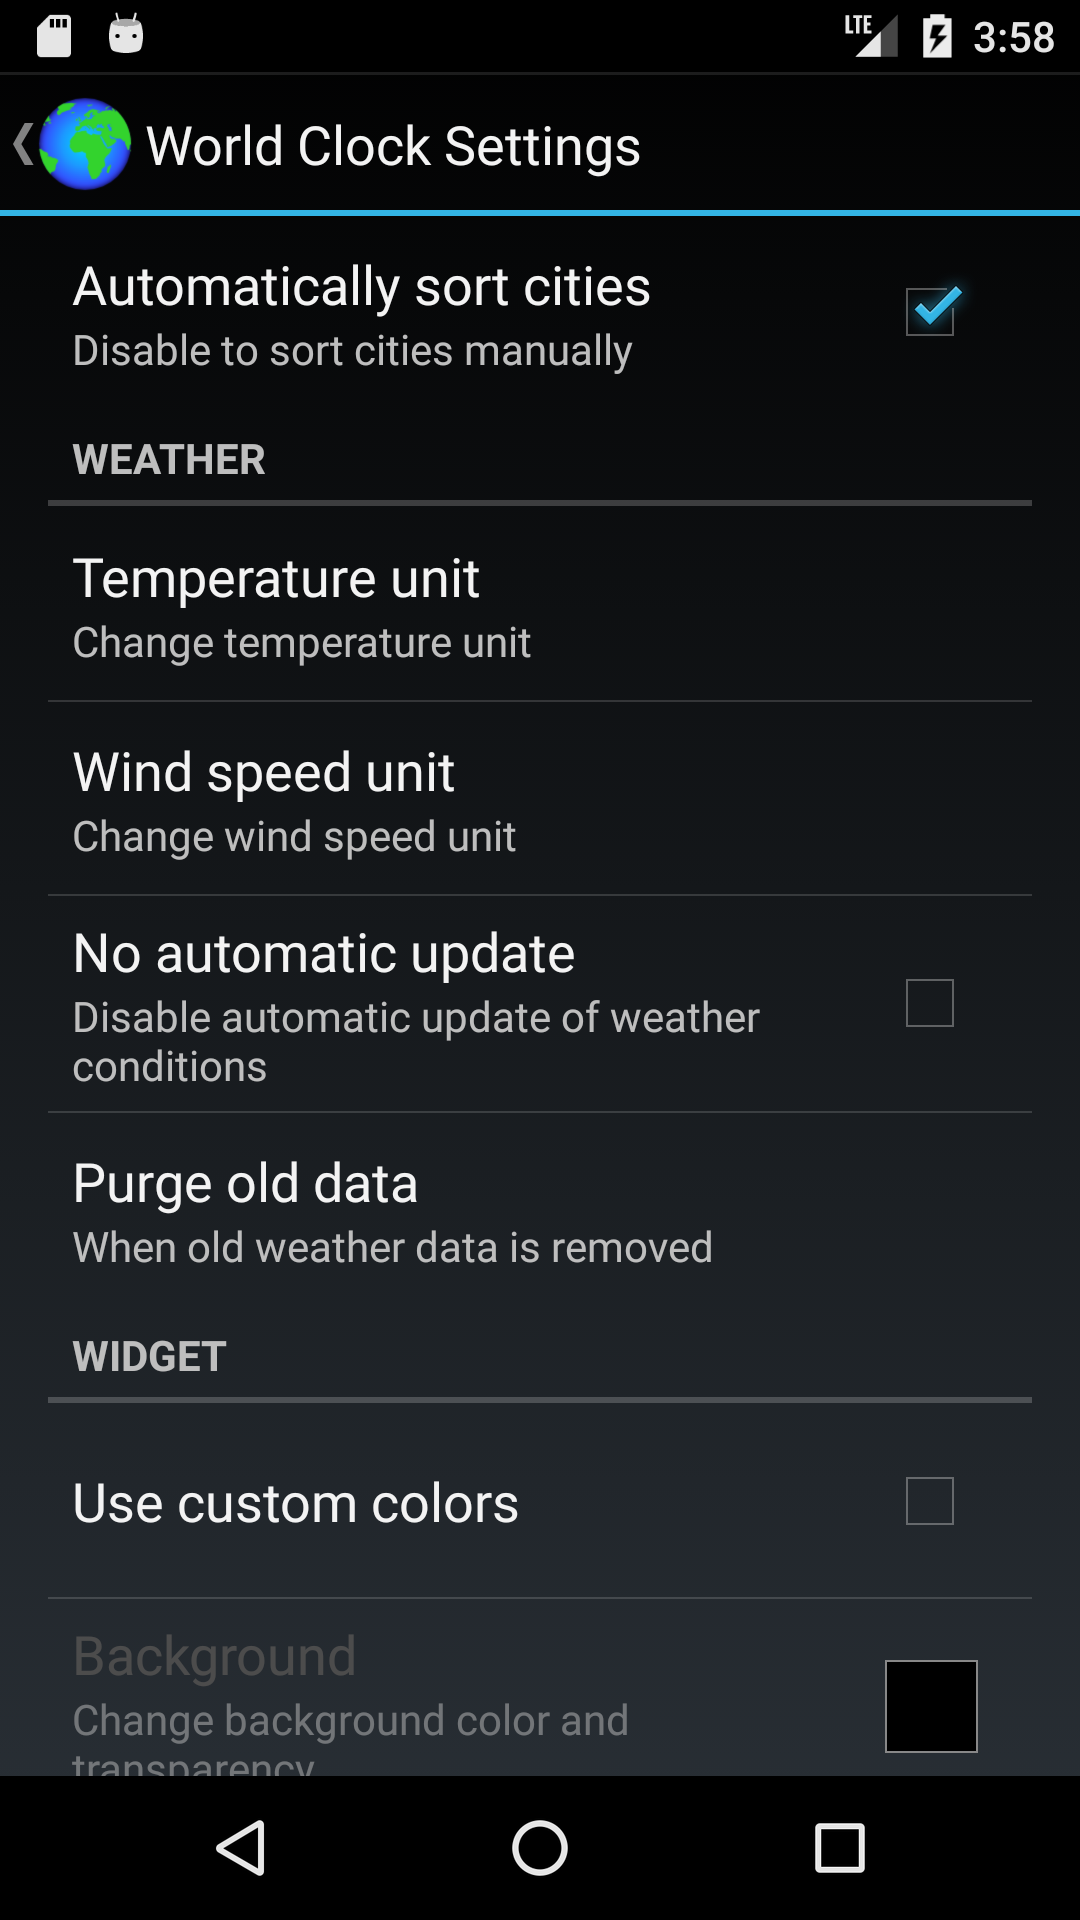 LTE 3:58
World Clock Settings
Automatically sort cities
Disable to sort cities manually
WEATHER
Temperature unit
Change temperature unit
Wind speed unit
Change wind speed unit
No automatic update
Disable automatic update of weather
conditions
Purge old data
When old weather data is removed
WIDGET
Use custom colors
Background
Change background color and
transparency